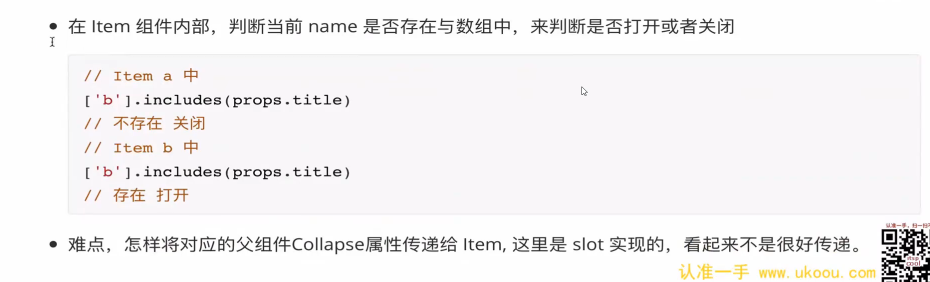 在 Item 组件内部，判断当前 name 是否存在与数组中，来判断是否打开或者关闭
// Item a 中
['b'].includes(props.title)
// 不存在 关闭
// Item b 中
['b'].includes(props.title)
// 存在 打开
难点，怎样将对应的父组件Collapse属性传递给 Item, 这里是 slot 实现的，看起来不是很好传递。
认准一手 www.ukoou.com